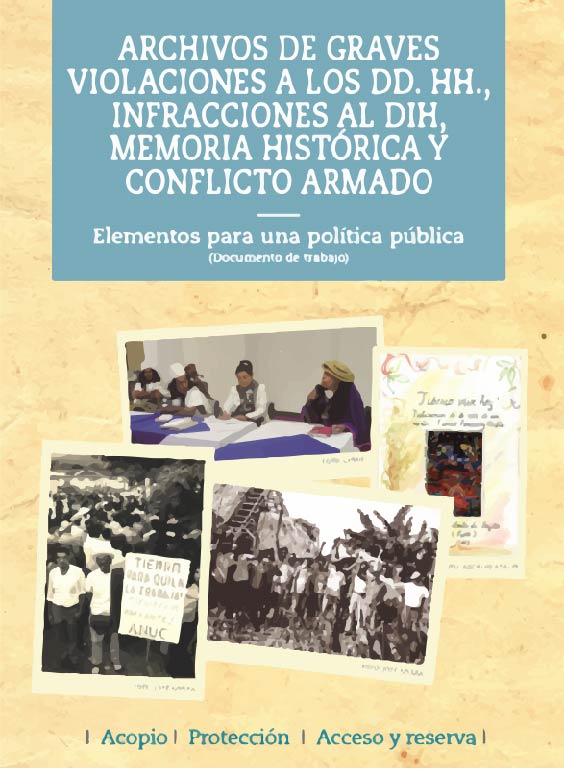 ARCHIVOS DE GRAVES
VIOLACIONES A LOS DD. HH.,
INFRACCIONES AL DIH,
MEMORIA HISTÓRICA Y
CONFLICTO ARMADO
Elementos para una política pública
(Documento de trabajo)
TIERRA
PARA QUILA
LA TRABAJA
ANUC
| Acopio | Protección | Acceso y reserva |